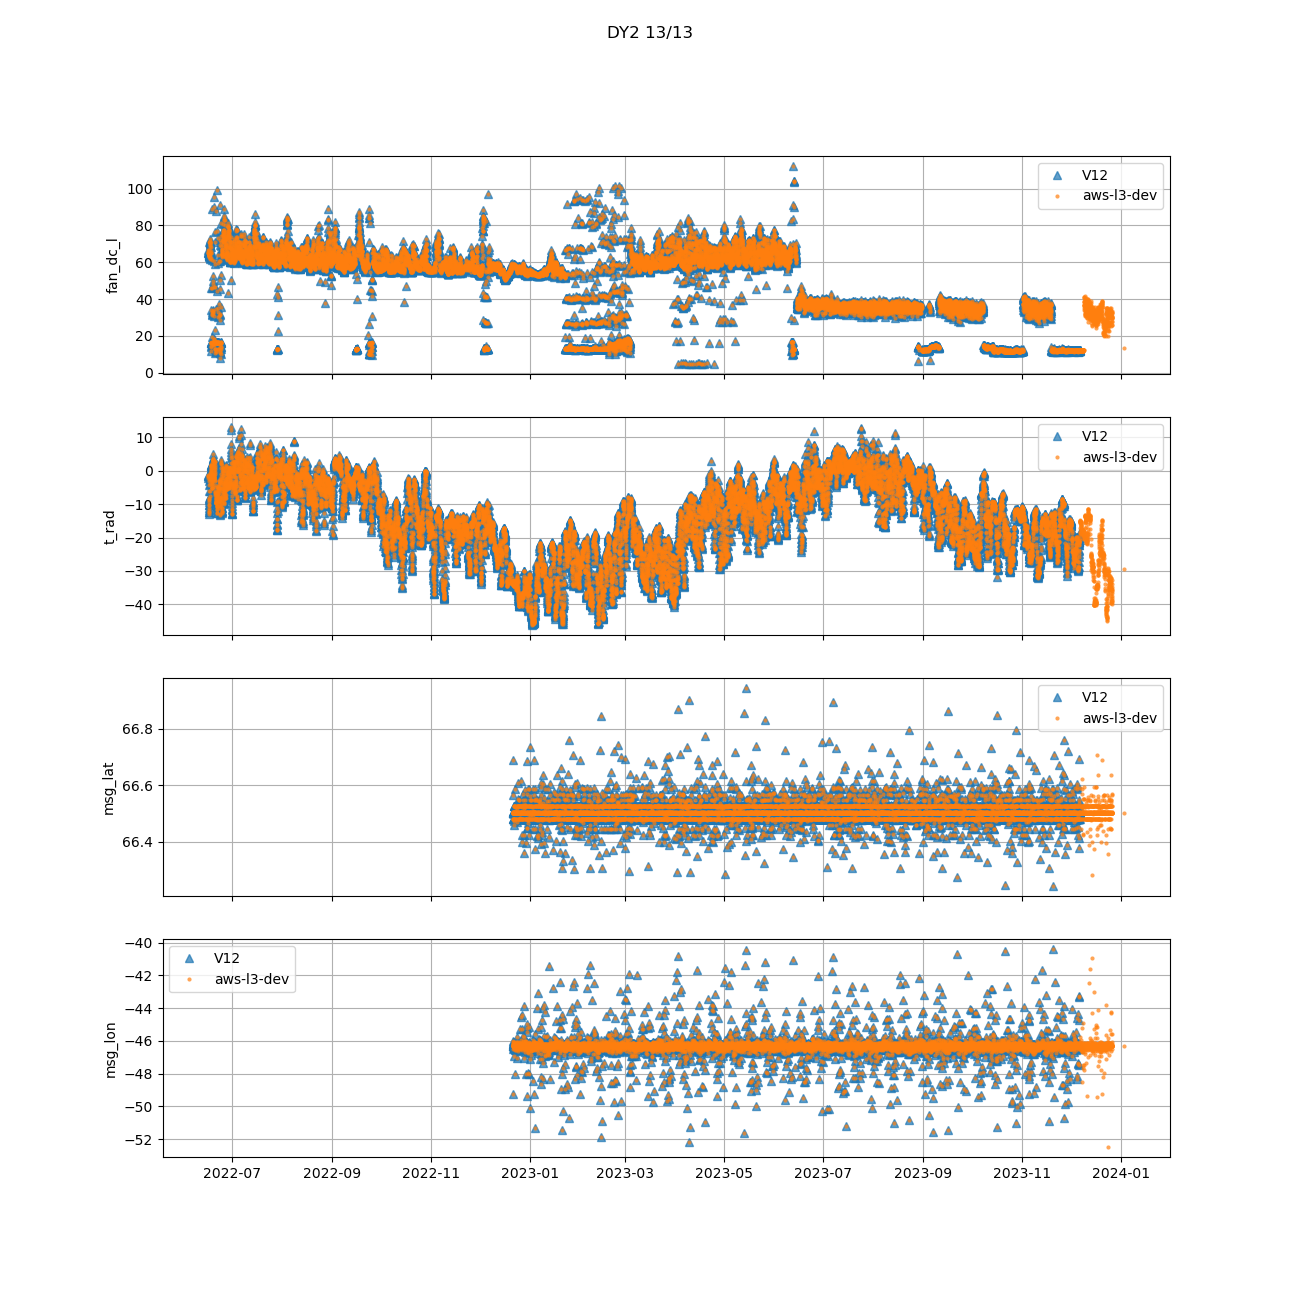 DY2 13/13
fan_dc_l
100
80
60
40
20
0
V12
aws-l3-dev
t_rad
10
0
−10
−20
−30
−40
V12
aws-l3-dev
msg_lat
66.8
66.6
66.4
V12
aws-l3-dev
msg_lon
−40
−42
−44
−46
−48
−50
−52
V12
aws-l3-dev
2022-07 2022-09 2022-11 2023-01 2023-03 2023-05 2023-07 2023-09 2023-11 2024-01